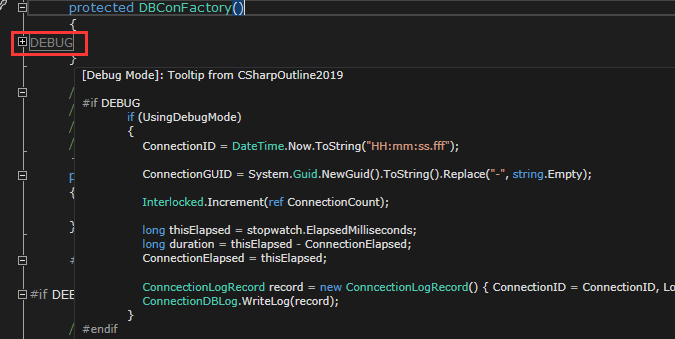 protected DBConFactory()
{
DEBUG
}
[Debug Mode]: Tooltip from CSharpOutline2019
#if DEBUG
if (UsingDebugMode)
{
ConnectionID = DateTime.Now.ToString("HH:mm:ss.fff");
ConnectionGUID = System.Guid.NewGuid().ToString().Replace("-", string.Empty);
Interlocked.Increment(ref ConnectionCount);
long thisElapsed = stopwatch.ElapsedMilliseconds;
long duration = thisElapsed - ConnectionElapsed;
ConnectionElapsed = thisElapsed;
ConncectionLogRecord record = new ConncectionLogRecord() { ConnectionID = ConnectionID, Lo
ConnectionDBLog.WriteLog(record);
}
#endif
/
/
/
/
p
{
}
#
#if DEE
/